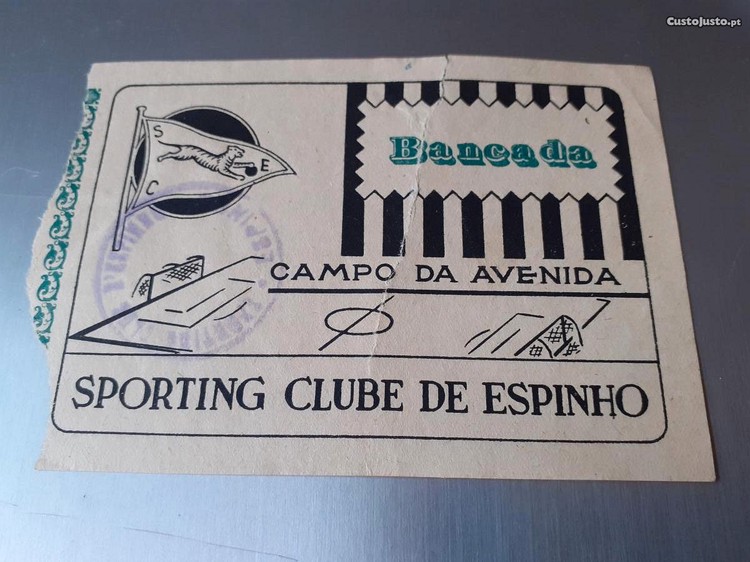 CustoJusto.pt
S
E
C
Bancada
CAMPO DA AVENIDA
SPORTING CLUBE DE ESPINHO